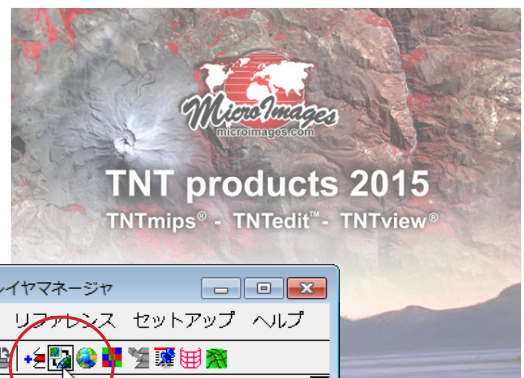 MicroImages
microimages.com
TNT products 2015
TNTmips® - TNTedit™ - TNTview®
レイヤマネージャ
リファレンス セットアップ ヘルプ